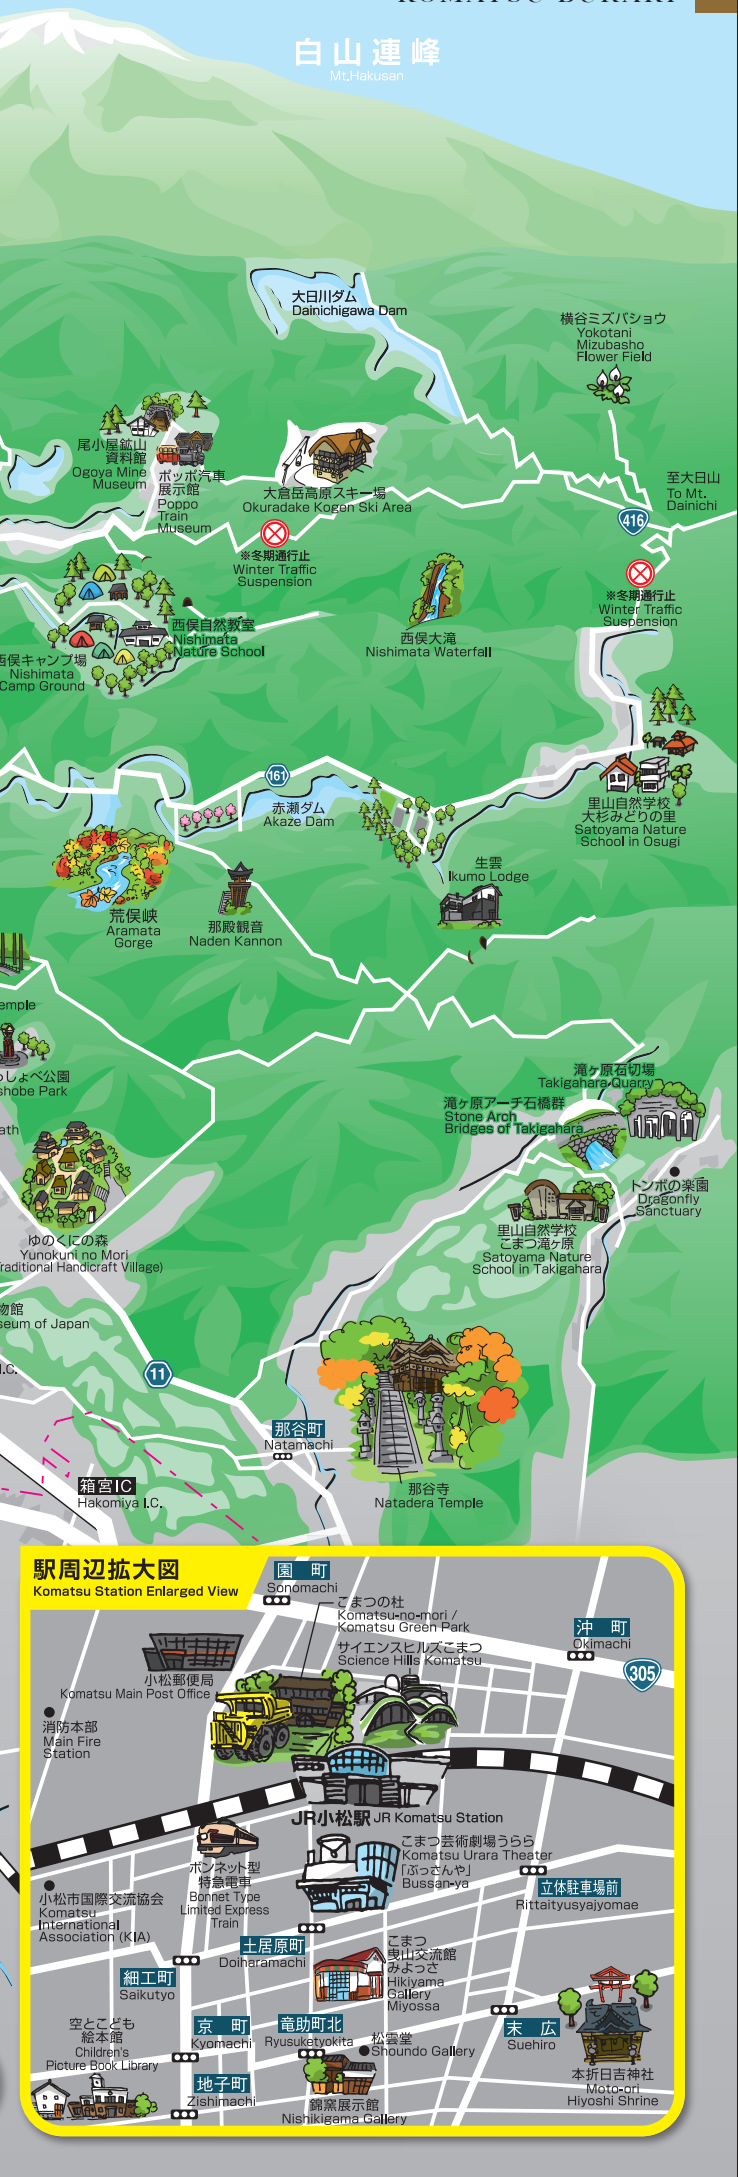 白山連峰
Mt.Hakusan
大日川ダム
Dainichigawa Dam
横谷ミズバショウ
Yokotani
Mizubasho
Flower Field
尾小屋鉱山
資料館
Ogoya Mine
Museum
ポッポ汽車
展示館
Poppo
Train
Museum
大倉岳高原スキー場
Okuradake Kogen Ski Area
至大日山
To Mt.
Dainichi
416
※冬期通行止
Winter Traffic
Suspension
※冬期通行止
Winter Traffic
Suspension
西俣自然教室
Nishimata
Nature School
西俣大滝
Nishimata Waterfall
西俣キャンプ場
Nishimata
Camp Ground
161
赤瀬ダム
Akaze Dam
里山自然学校
大杉みどりの里
Satoyama Nature
School in Osugi
生雲
Ikumo Lodge
荒俣峡
Aramata
Gorge
那殿観音
Naden Kannon
emple
っしょべ公園
shobe Park
ath
滝ヶ原石切場
Takigahara Quarry
滝ヶ原アーチ石橋群
Stone Arch
Bridges of Takigahara
トンボの楽園
Dragonfly
Sanctuary
里山自然学校
こまつ滝ヶ原
Satoyama Nature
School in Takigahara
ゆのくにの森
Yunokuni no Mori
raditional Handicraft Village)
物館
seum of Japan
I.C.
11
那谷町
Natamachi
那谷寺
Natadera Temple
箱宮IC
Hakomiya I.C.
駅周辺拡大図
Komatsu Station Enlarged View
園町
Sonomachi
こまつの杜
Komatsu-no-mori /
Komatsu Green Park
サイエンスヒルズこまつ
Science Hills Komatsu
沖町
Okimachi
305
小松郵便局
Komatsu Main Post Office
消防本部
Main Fire
Station
JR小松駅 JR Komatsu Station
こまつ芸術劇場うらら
Komatsu Urara Theater
「ぶっさんや」
Bussan-ya
ボンネット型
特急電車
Bonnet Type
Limited Express
Train
立体駐車場前
Rittaityusyajyomae
小松市国際交流協会
Komatsu
International
Association (KIA)
土居原町
Doiharamachi
こまつ
曳山交流館
みよっさ
Hikiyama
Gallery
Miyossa
細工町
Saikutyo
空とこども
絵本館
Children's
Picture Book Library
京町
Kyomachi
竜助町北
Ryusuketyokita
松雲堂
Shoundo Gallery
末広
Suehiro
地子町
Zishimachi
錦窯展示館
Nishikigama Gallery
本折日吉神社
Moto-ori
Hiyoshi Shrine